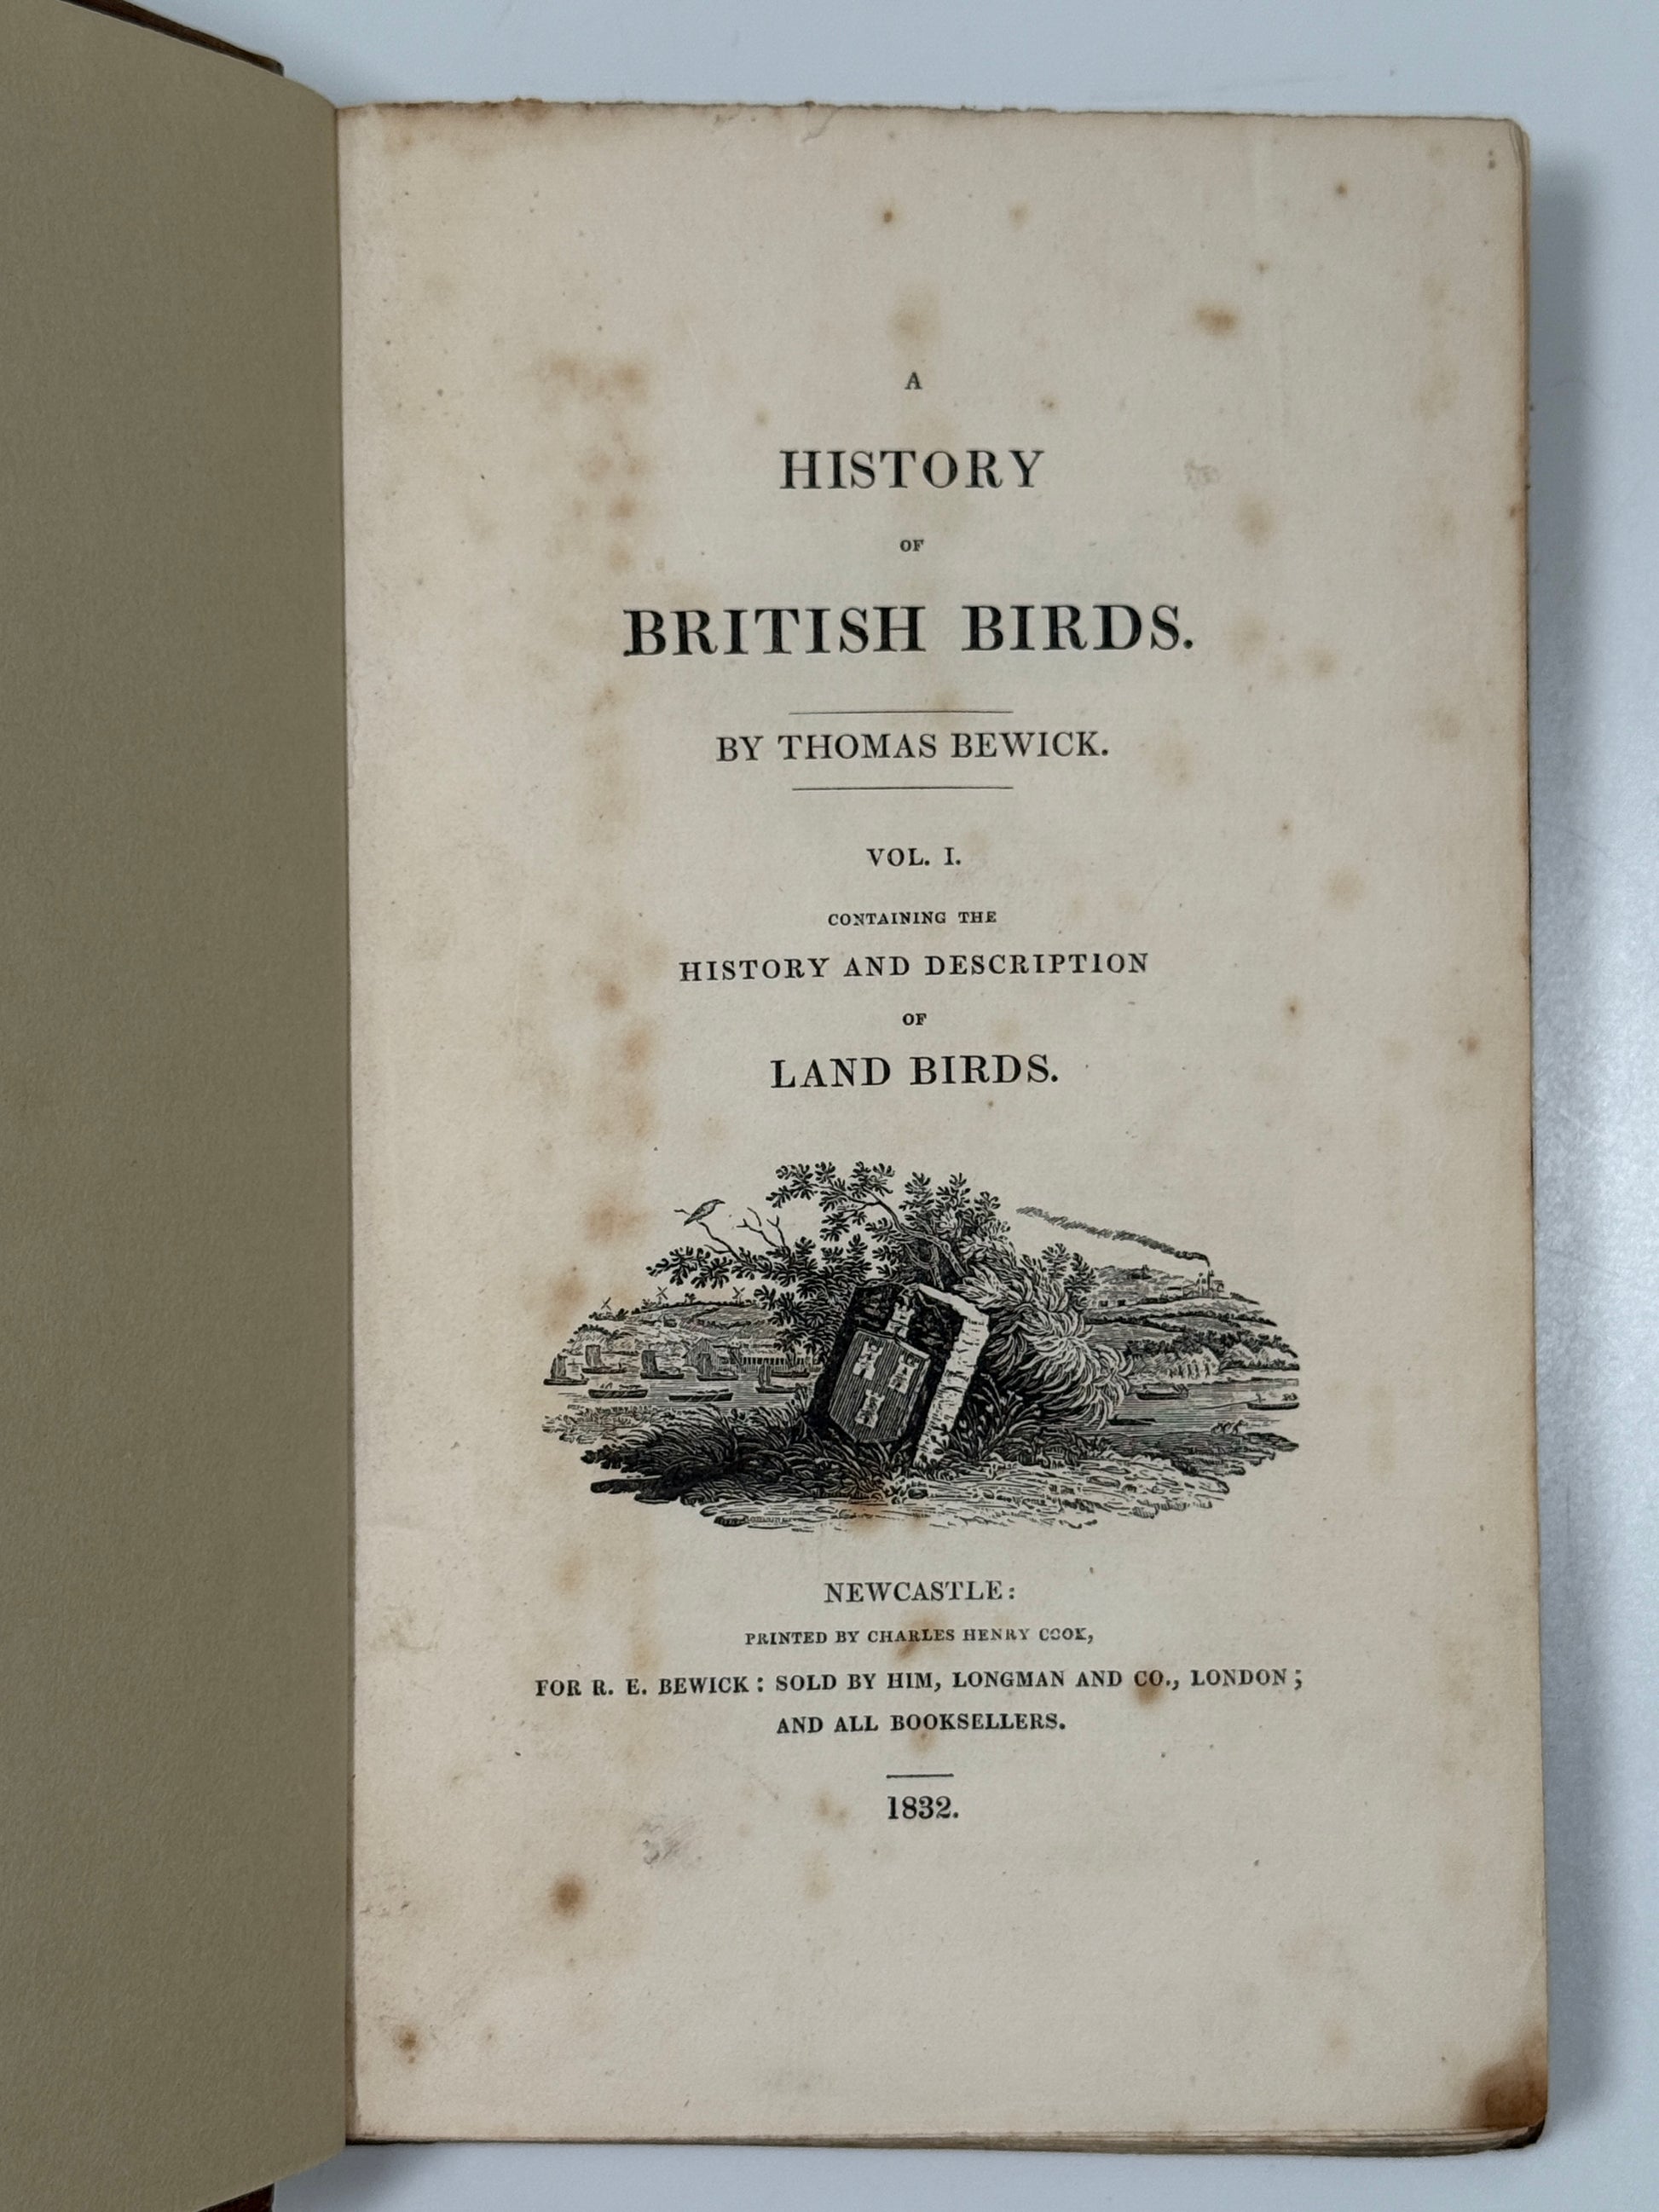 A
HISTORY
OF
BRITISH BIRDS.
BY THOMAS BEWICK.
VOL. I.
CONTAINING THE
HISTORY AND DESCRIPTION
OF
LAND BIRDS.
NEWCASTLE:
PRINTED BY CHARLES HENRY COOK,
FOR R. E. BEWICK: SOLD BY HIM, LONGMAN AND CO., LONDON;
AND ALL BOOKSELLERS.
1832.